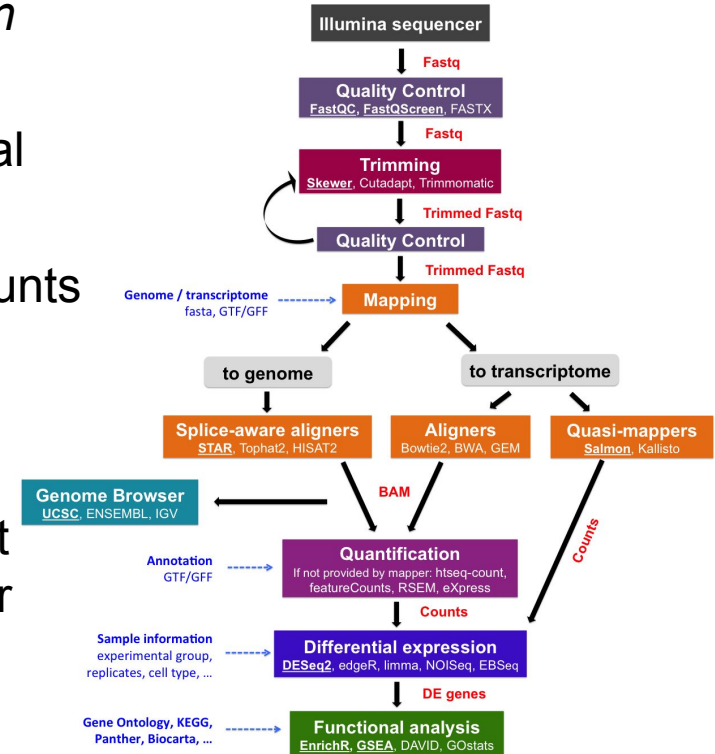 n
al
unts
t
r
Illumina sequencer
Fastq
Quality Control
FastQC, FastQScreen, FASTX
Fastq
Trimming
Skewer, Cutadapt, Trimmomatic
Trimmed Fastq
Quality Control
Trimmed Fastq
Genome / transcriptome
fasta, GTF/GFF
Mapping
to genome
to transcriptome
Splice-aware aligners
STAR, Tophat2, HISAT2
Aligners
Bowtie2, BWA, GEM
Quasi-mappers
Salmon, Kallisto
BAM
Genome Browser
UCSC, ENSEMBL, IGV
Counts
Annotation
GTF/GFF
Quantification
If not provided by mapper: htseq-count,
featureCounts, RSEM, eXpress
Counts
Sample information
experimental group,
replicates, cell type, ...
Differential expression
DESeq2, edgeR, limma, NOISeq, EBSeq
DE genes
Gene Ontology, KEGG,
Panther, Biocarta, ...
Functional analysis
EnrichR, GSEA, DAVID, GOstats